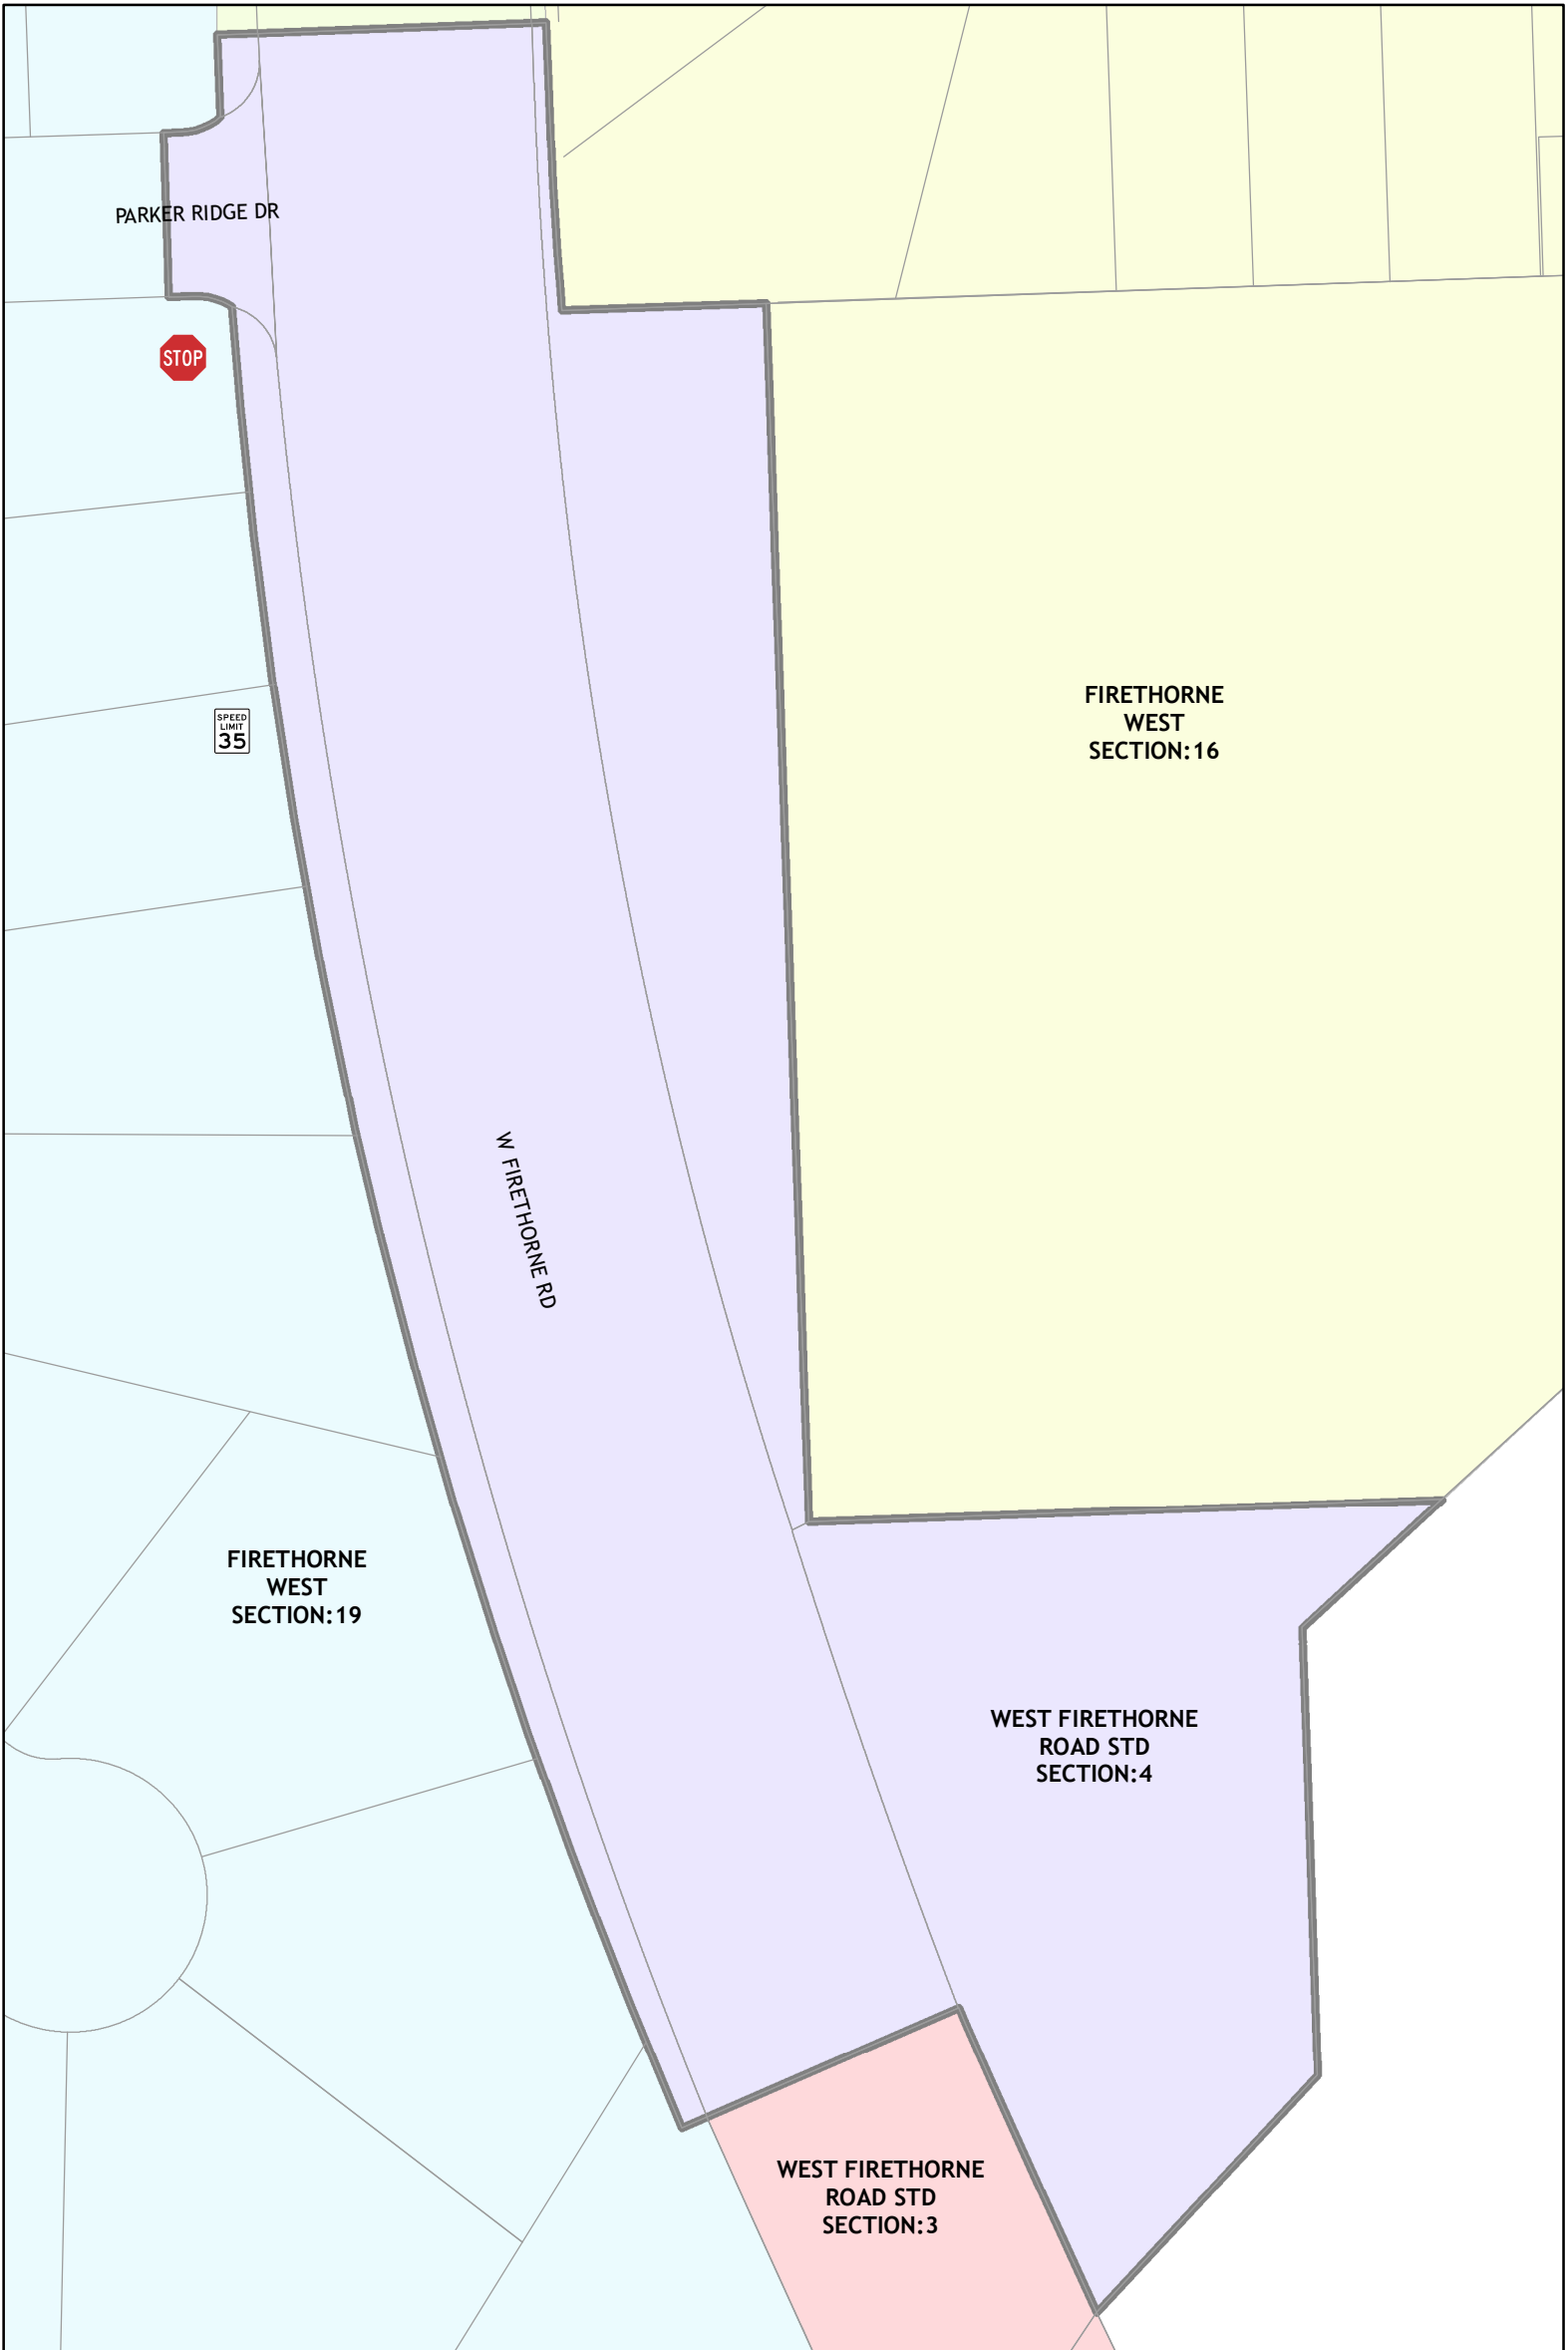 PARKER RIDGE DR
STOP
FIRETHORNE
WEST
SECTION:16
SPEED
LIMIT
35
W FIRETHORNE RD
FIRETHORNE
WEST
SECTION:19
WEST FIRETHORNE
ROAD STD
SECTION:4
WEST FIRETHORNE
ROAD STD
SECTION:3